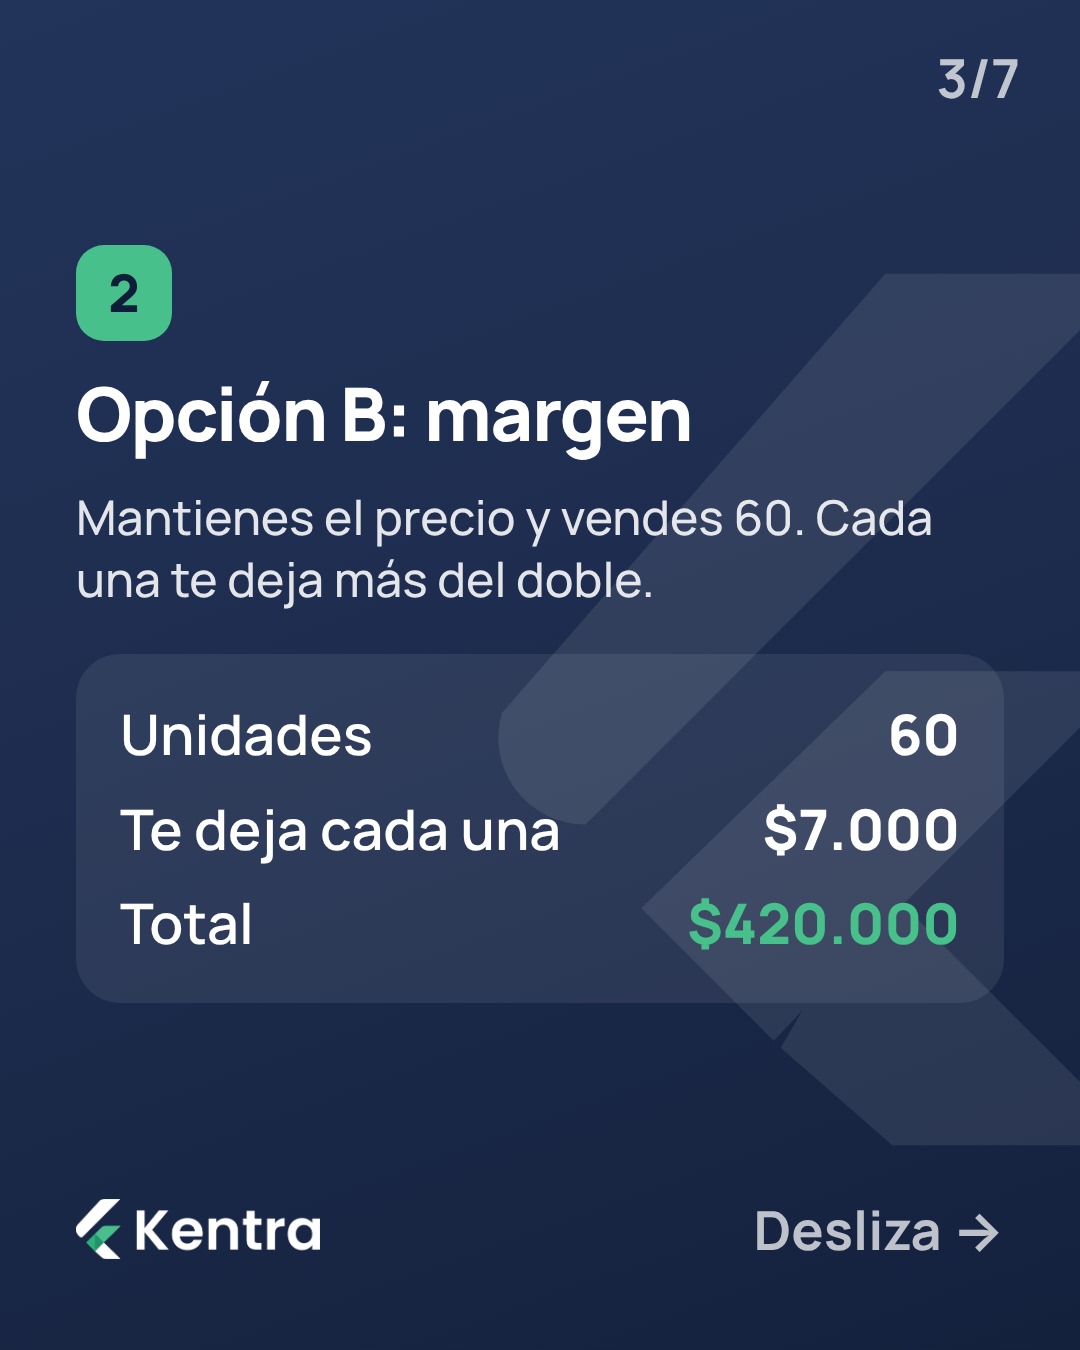 3/7
2
Opción B: margen
Mantienes el precio y vendes 60. Cada
una te deja más del doble.
Unidades 60
Te deja cada una $7.000
Total $420.000
Kentra
Desliza →